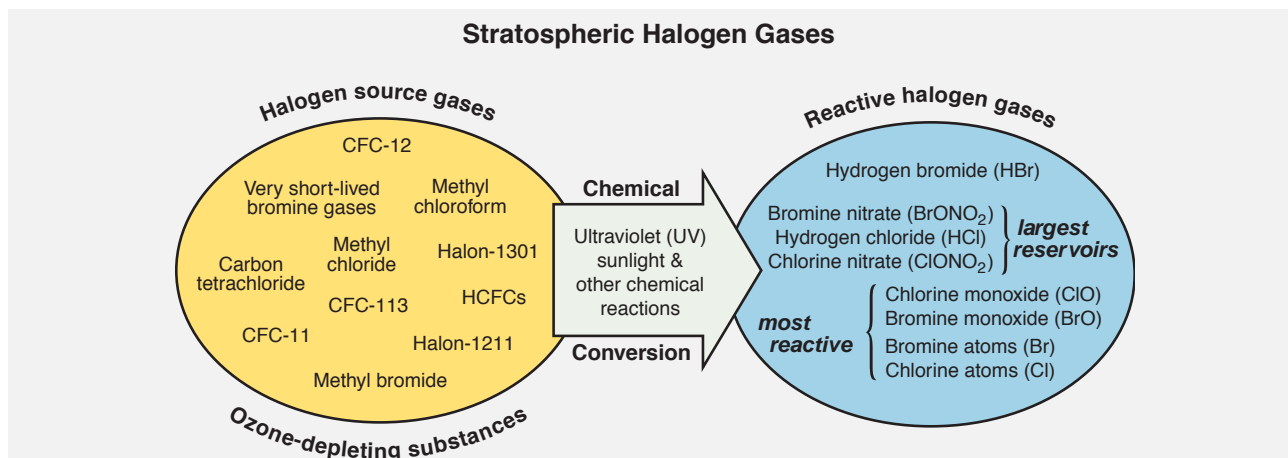 Stratospheric Halogen Gases
Halogen source gases
CFC-12
Very short-lived
bromine gases
Methyl
chloroform
Methyl
chloride
Halon-1301
Carbon
tetrachloride
CFC-113
HCFCs
CFC-11
Halon-1211
Methyl bromide
Ozone-depleting substances
Chemical
Ultraviolet (UV)
sunlight &
other chemical
reactions
Conversion
Reactive halogen gases
Hydrogen bromide (HBr)
Bromine nitrate (BrONO₂)
Hydrogen chloride (HCl)
Chlorine nitrate (ClONO₂)
largest
reservoirs
most
reactive
Chlorine monoxide (ClO)
Bromine monoxide (BrO)
Bromine atoms (Br)
Chlorine atoms (Cl)